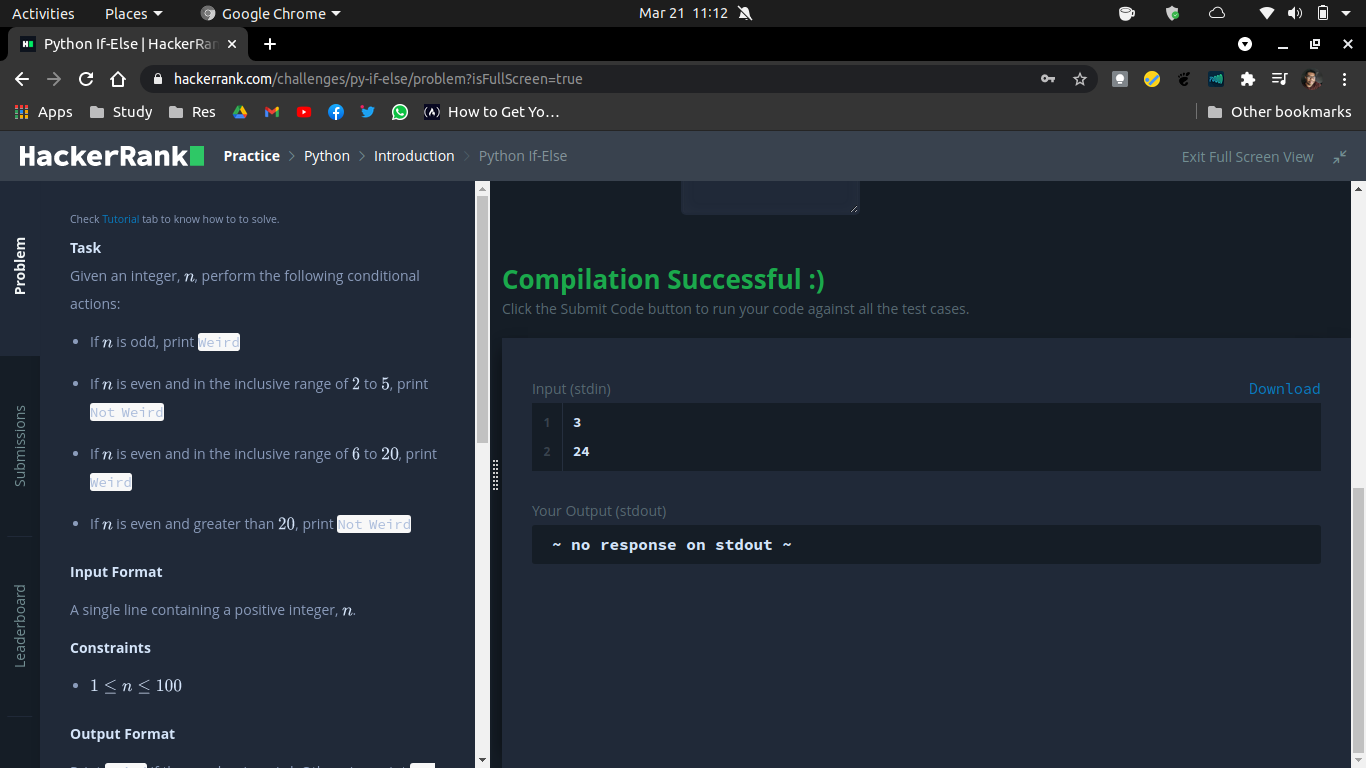 Activities Places Google Chrome Mar 21 11:12
Python If-Else | HackerRan
hackerrank.com/challenges/py-if-else/problem?isFullScreen=true
Apps Study Res How to Get Yo… Other bookmarks
HackerRank Practice Python Introduction Python If-Else Exit Full Screen View
Problem
Submissions
Leaderboard
Check Tutorial tab to know how to to solve.
Task
Given an integer, n, perform the following conditional
actions:
• If n is odd, print Weird
• If n is even and in the inclusive range of 2 to 5, print
Not Weird
• If n is even and in the inclusive range of 6 to 20, print
Weird
• If n is even and greater than 20, print Not Weird
Input Format
A single line containing a positive integer, n.
Constraints
• 1 ≤ n ≤ 100
Output Format
Compilation Successful :)
Click the Submit Code button to run your code against all the test cases.
Input (stdin) Download
1 3
2 24
Your Output (stdout)
~ no response on stdout ~